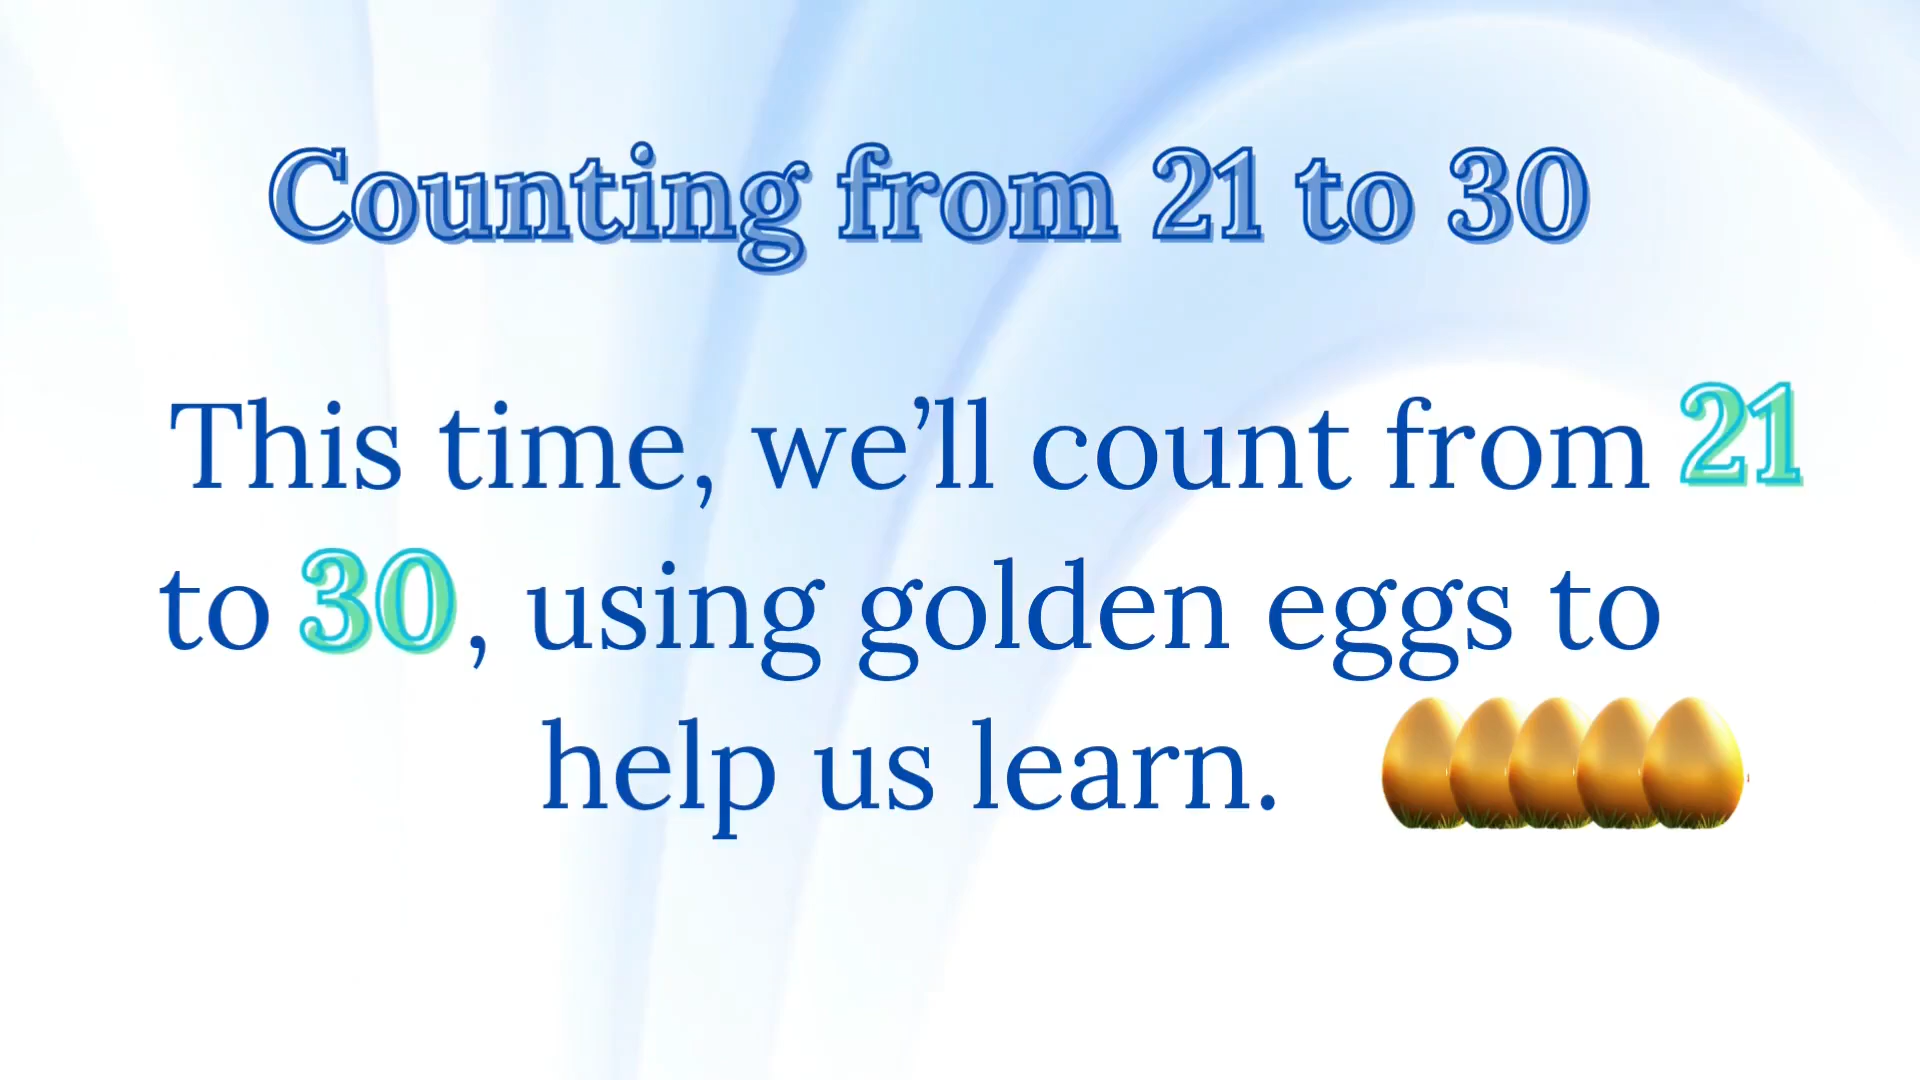 Counting from 21 to 30
This time, we’ll count from 21
to 30, using golden eggs to
help us learn.